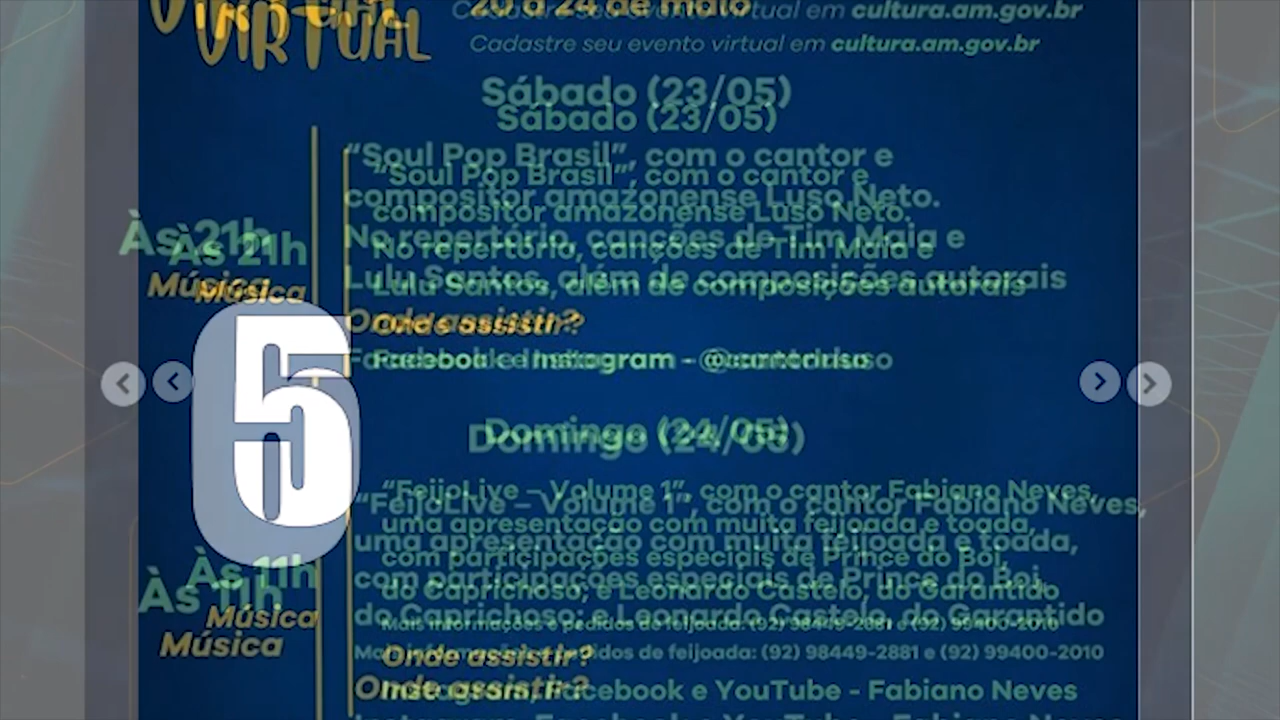 VIRTUAL
20 a 24 de maio
Cadastre seu evento virtual em cultura.am.gov.br
Sábado (23/05)
Às 21h
Música
“Soul Pop Brasil”, com o cantor e
compositor amazonense Luso Neto.
No repertório, canções de Tim Maia e
Lulu Santos, além de composições autorais
Onde assistir?
Facebook e Instagram -
5
Domingo (24/05)
Às 11h
Música
“FeijoLive – Volume 1”, com o cantor Fabiano Neves,
uma apresentação com muita feijoada e toada,
com participações especiais de Prince do Boi,
do Caprichoso; e Leonardo Castelo, do Garantido
Mais informações e pedidos de feijoada: (92) 98449-2881 e (92) 99400-2010
Onde assistir?
Instagram, Facebook e YouTube - Fabiano Neves